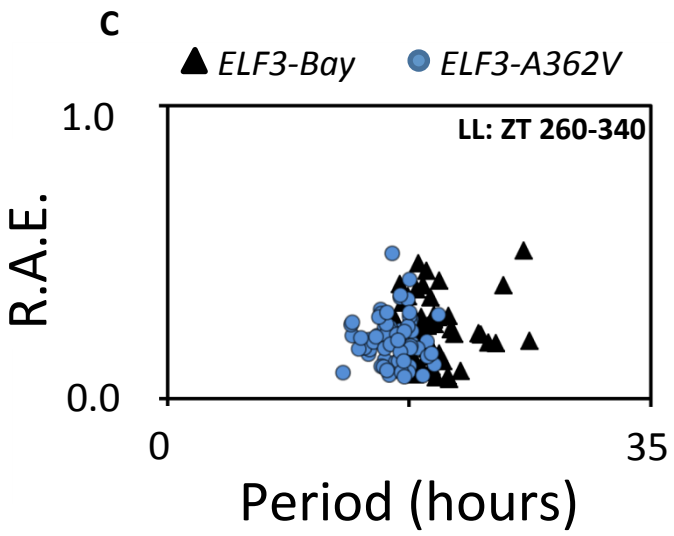 C
ELF3-Bay ELF3-A362V
1.0
LL: ZT 260-340
R.A.E.
0.0
0 35
Period (hours)